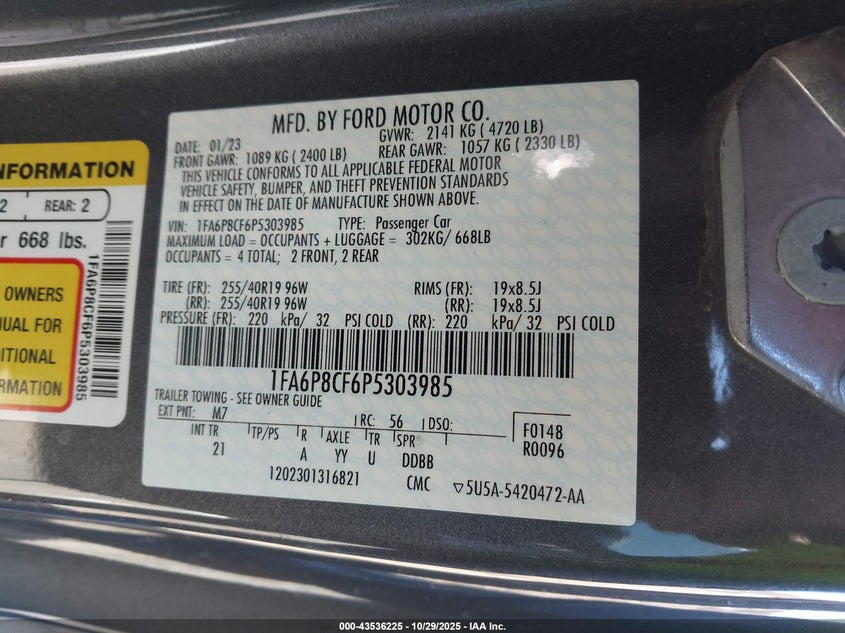 MFD. BY FORD MOTOR CO.
DATE: 01/23 GVWR: 2141 KG ( 4720 LB)
FRONT GAWR: 1089 KG ( 2400 LB) REAR GAWR: 1057 KG ( 2330 LB)
THIS VEHICLE CONFORMS TO ALL APPLICABLE FEDERAL MOTOR
VEHICLE SAFETY, BUMPER, AND THEFT PREVENTION STANDARDS
IN EFFECT ON THE DATE OF MANUFACTURE SHOWN ABOVE.
VIN: 1FA6P8CF6P5303985 TYPE: Passenger Car
MAXIMUM LOAD = OCCUPANTS + LUGGAGE = 302KG/ 668LB
OCCUPANTS = 4 TOTAL; 2 FRONT, 2 REAR
TIRE (FR): 255/40R19 96W RIMS (FR): 19x8.5J
(RR): 255/40R19 96W (RR): 19x8.5J
PRESSURE (FR): 220 kPa/ 32 PSI COLD (RR): 220 kPa/ 32 PSI COLD
1FA6P8CF6P5303985
TRAILER TOWING - SEE OWNER GUIDE
EXT PNT: M7 RC: 56 DSO:
INT TR TP/PS R AXLE TR SPR
21 A YY U DDBB
1202301316821 CMC ▽5U5A-5420472-AA
F0148
R0096
INFORMATION
2 REAR: 2
r 668 lbs.
OWNERS
NUAL FOR
DITIONAL
RMATION
1FA6P8CF6P5303985
000-43536225 - 10/29/2025 - IAA Inc.